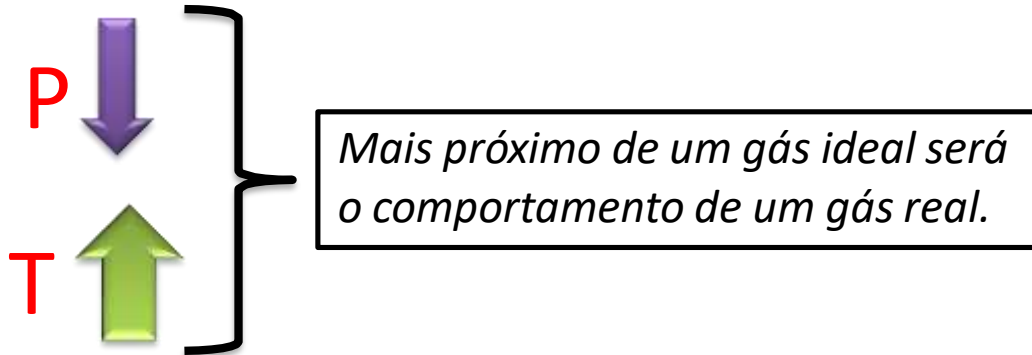 P
T
Mais próximo de um gás ideal será
o comportamento de um gás real.